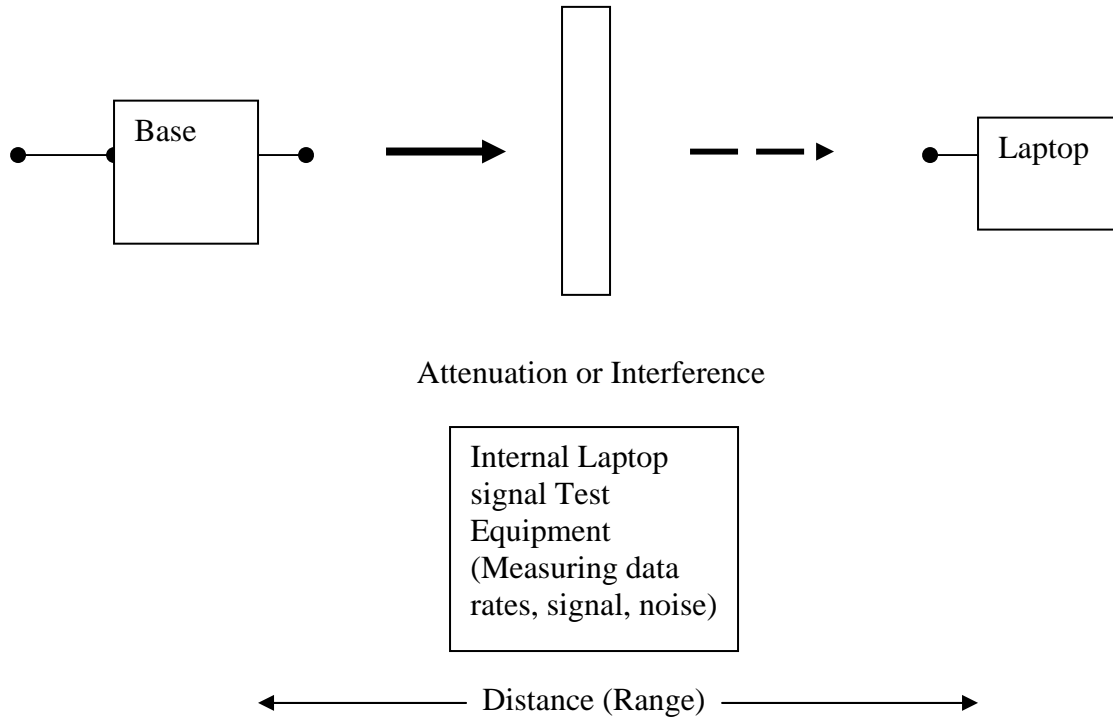 Base
Laptop
Attenuation or Interference
Internal Laptop
signal Test
Equipment
(Measuring data
rates, signal, noise)
Distance (Range)